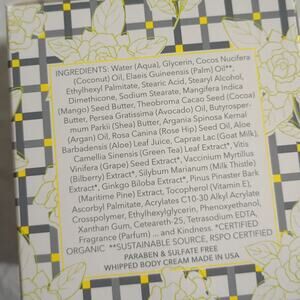 INGREDIENTS: Water (Aqua), Glycerin, Cocos Nucifera
(Coconut) Oil, Elaeis Guineensis (Palm) Oil**,
Ethylhexyl Palmitate, Stearic Acid, Stearyl Alcohol,
Dimethicone, Sodium Stearate, Mangifera Indica
(Mango) Seed Butter, Theobroma Cacao Seed (Cocoa)
Butter, Persea Gratissima (Avocado) Oil, Butyrosper-
mum Parkii (Shea) Butter, Argania Spinosa Kernel
(Argan) Oil, Rosa Canina (Rose Hip) Seed Oil, Aloe
Barbadensis (Aloe) Leaf Juice, Caprae Lac (Goat Milk),
Camellia Sinensis (Green Tea) Leaf Extract*, Vitis
Vinifera (Grape) Seed Extract*, Vaccinium Myrtillus
(Bilberry) Extract*, Silybum Marianum (Milk Thistle)
Extract*, Ginkgo Biloba Extract*, Pinus Pinaster Bark
(Maritime Pine) Extract, Tocopherol (Vitamin E),
Ascorbyl Palmitate, Acrylates C10-30 Alkyl Acrylate
Crosspolymer, Ethylhexylglycerin, Phenoxyethanol,
Xanthan Gum, Ceteareth-25, Tetrasodium EDTA,
Fragrance (Parfum) ... and Kindness. *CERTIFIED
ORGANIC **SUSTAINABLE SOURCE, RSPO CERTIFIED
PARABEN & SULFATE FREE
WHIPPED BODY CREAM MADE IN USA